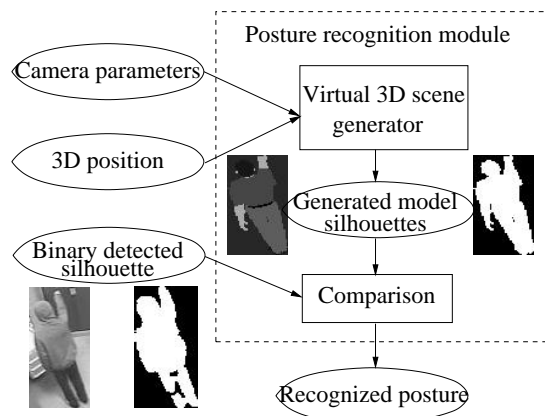 Posture recognition module
Camera parameters
Virtual 3D scene
generator
3D position
Generated model
silhouettes
Binary detected
silhouette
Comparison
Recognized posture